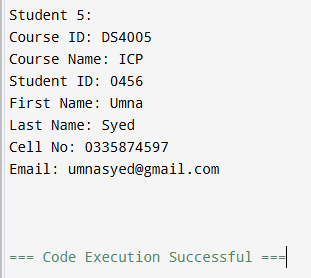 Student 5:
Course ID: DS4005
Course Name: ICP
Student ID: 0456
First Name: Umna
Last Name: Syed
Cell No: 0335874597
Email: umnasyed@gmail.com
=== Code Execution Successful ===